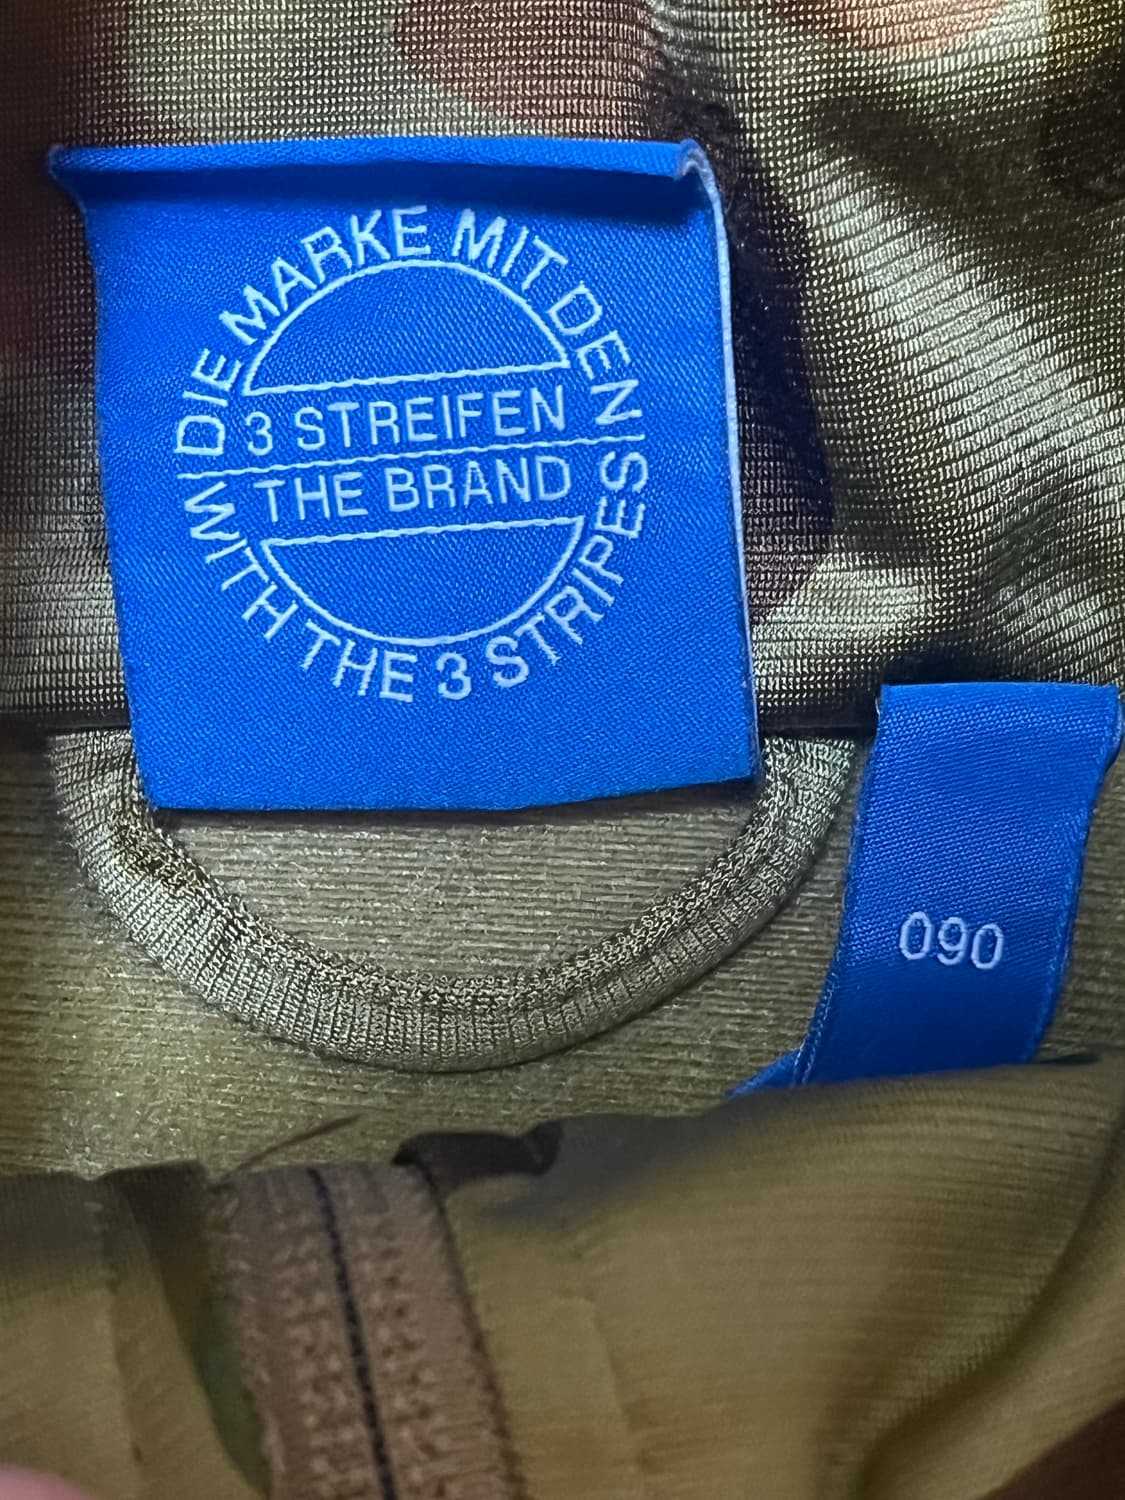 DIE MARKE MIT DEN
3 STREIFEN
THE BRAND
WITH THE 3 STRIPES
090